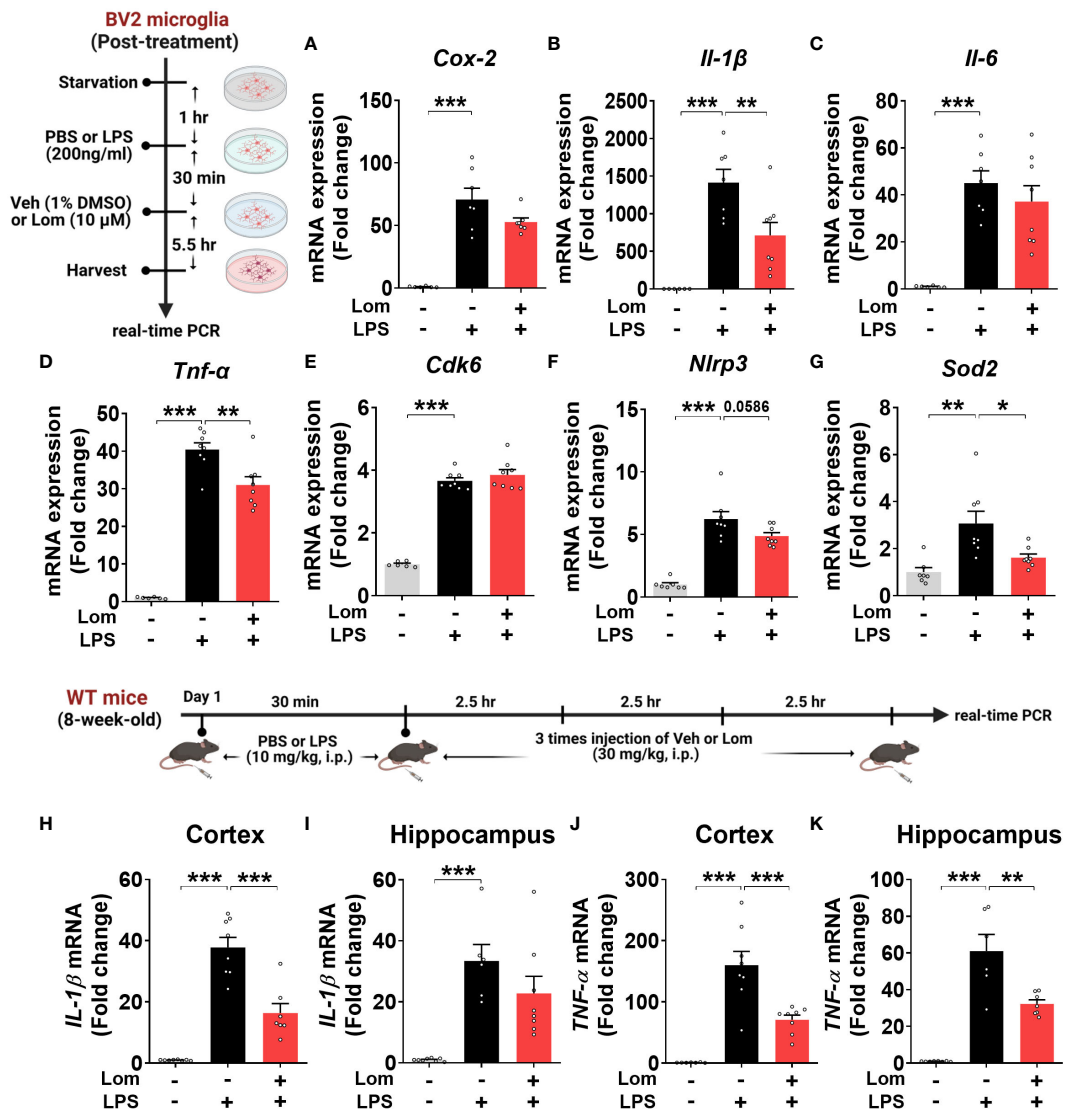 BV2 microglia
(Post-treatment)
Starvation
1 hr
PBS or LPS
(200ng/ml)
30 min
Veh (1% DMSO)
or Lom (10 μM)
5.5 hr
Harvest
real-time PCR
A
Cox-2
mRNA expression
(Fold change)
150
100
50
0
***
Lom - - +
LPS - + +
B
Il-1β
mRNA expression
(Fold change)
2500
2000
1500
1000
500
0
*** **
Lom - - +
LPS - + +
C
Il-6
mRNA expression
(Fold change)
80
60
40
20
0
***
Lom - - +
LPS - + +
D
Tnf-α
mRNA expression
(Fold change)
50
40
30
20
10
0
*** **
Lom - - +
LPS - + +
E
Cdk6
mRNA expression
(Fold change)
6
4
2
0
***
Lom - - +
LPS - + +
F
Nlrp3
mRNA expression
(Fold change)
15
10
5
0
*** 0.0586
Lom - - +
LPS - + +
G
Sod2
mRNA expression
(Fold change)
8
6
4
2
0
** *
Lom - - +
LPS - + +
WT mice
(8-week-old)
Day 1
30 min
2.5 hr
2.5 hr
2.5 hr
real-time PCR
PBS or LPS
(10 mg/kg, i.p.)
3 times injection of Veh or Lom
(30 mg/kg, i.p.)
H
Cortex
IL-1β mRNA
(Fold change)
60
40
20
0
*** ***
Lom - - +
LPS - + +
I
Hippocampus
IL-1β mRNA
(Fold change)
60
40
20
0
***
Lom - - +
LPS - + +
J
Cortex
TNF-α mRNA
(Fold change)
300
200
100
0
*** ***
Lom - - +
LPS - + +
K
Hippocampus
TNF-α mRNA
(Fold change)
100
80
60
40
20
0
*** **
Lom - - +
LPS - + +